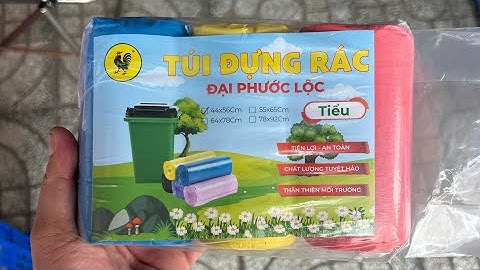 TÚI ĐỰNG RÁC
ĐẠI PHƯỚC LỘC
44x56Cm
55x65Cm
64x78Cm
78x92Cm
Tiểu
TIỆN LỢI - AN TOÀN
CHẤT LƯỢNG TUYỆT HẢO
THÂN THIỆN MÔI TRƯỜNG